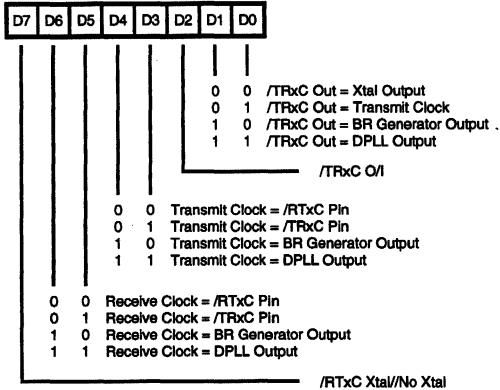 D7 D6 D5 D4 D3 D2 D1 D0
0 0 /TRxC Out = Xtal Output
0 1 /TRxC Out = Transmit Clock
1 0 /TRxC Out = BR Generator Output
1 1 /TRxC Out = DPLL Output
/TRxC O/I
0 0 Transmit Clock = /RTxC Pin
0 1 Transmit Clock = /TRxC Pin
1 0 Transmit Clock = BR Generator Output
1 1 Transmit Clock = DPLL Output
0 0 Receive Clock = /RTxC Pin
0 1 Receive Clock = /TRxC Pin
1 0 Receive Clock = BR Generator Output
1 1 Receive Clock = DPLL Output
/RTxC Xtal//No Xtal